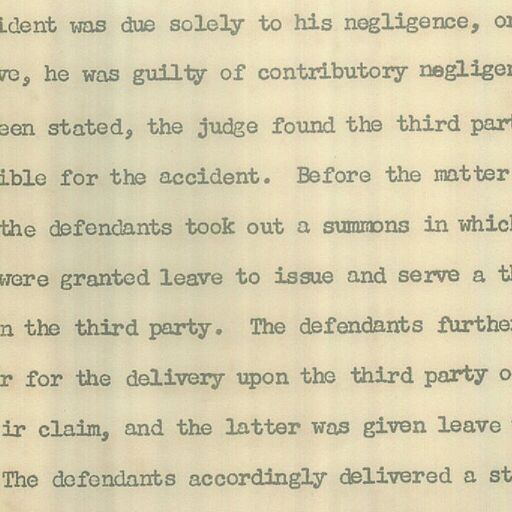 ident was due solely to his negligence, or
ve, he was guilty of contributory negligen
een stated, the judge found the third part
ible for the accident. Before the matter
the defendants took out a summons in which
were granted leave to issue and serve a th
n the third party. The defendants further
r for the delivery upon the third party o
ir claim, and the latter was given leave
The defendants accordingly delivered a st